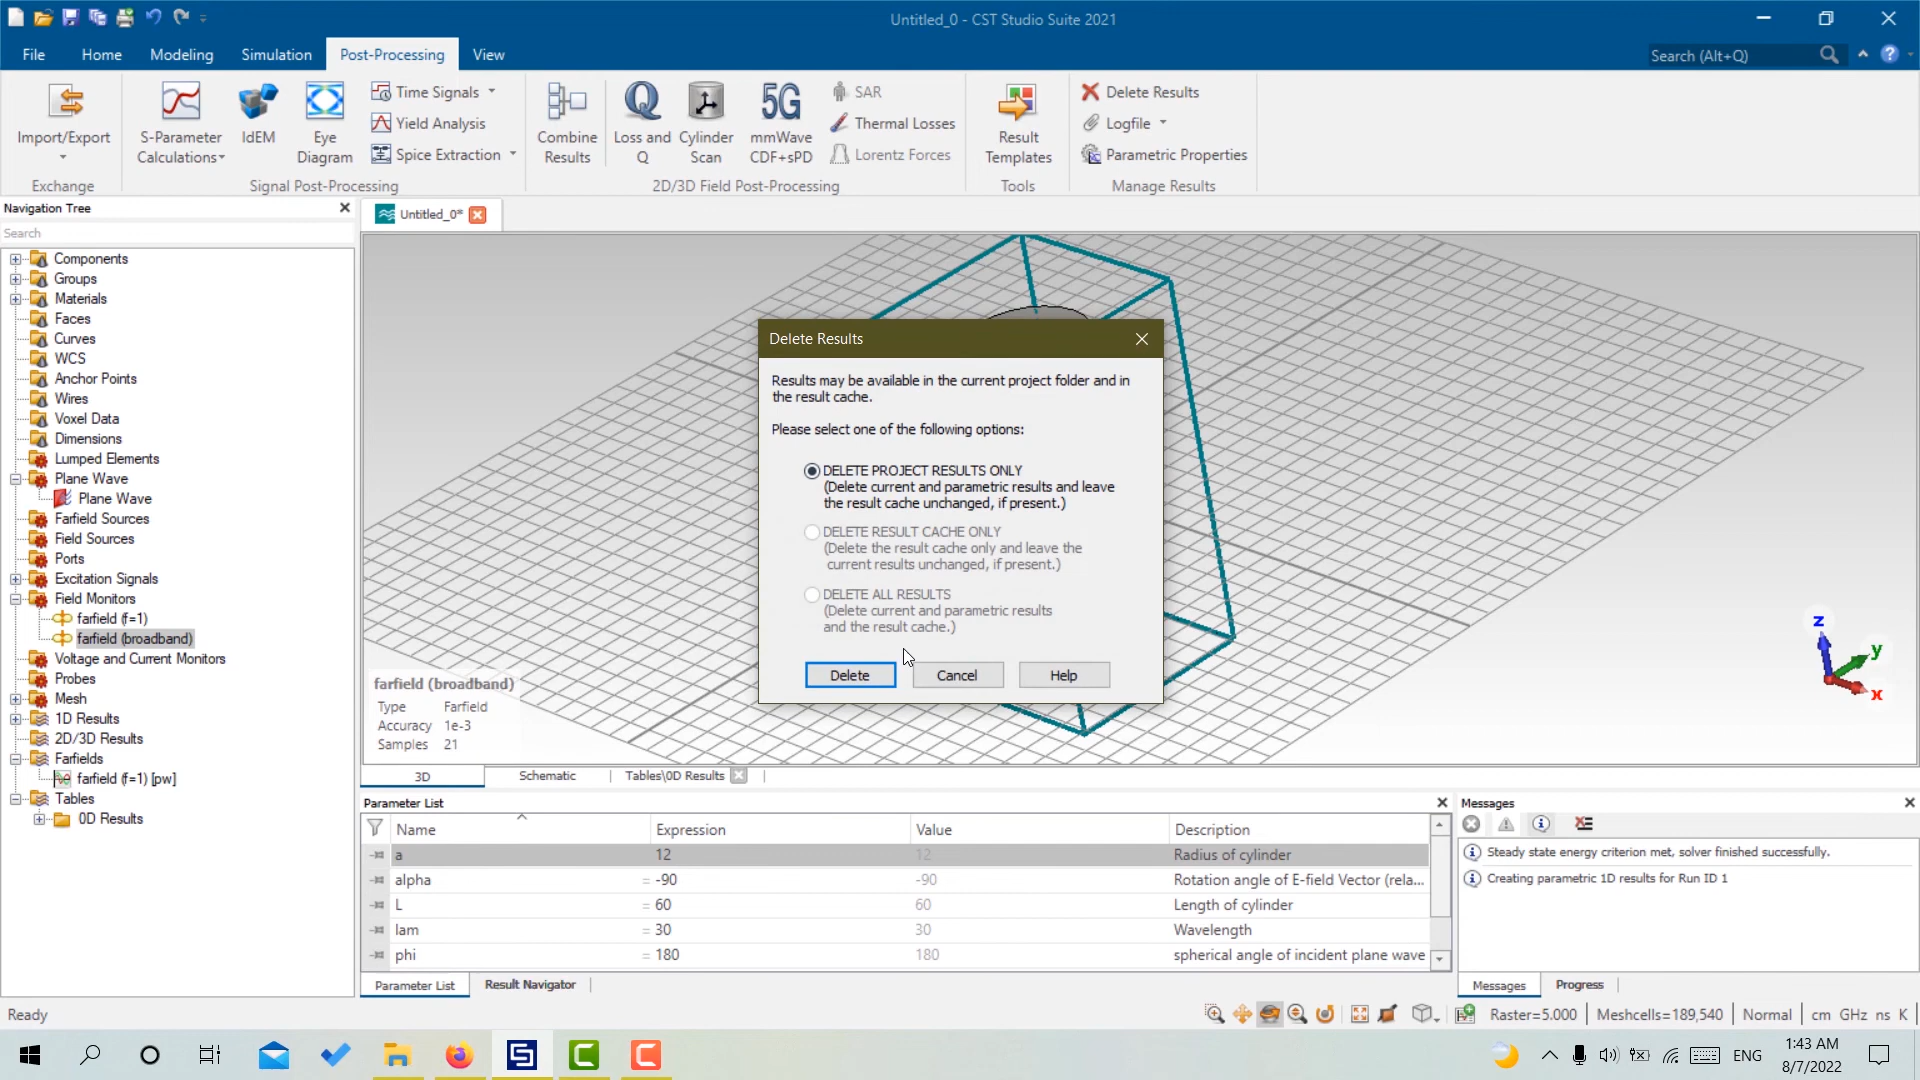 Untitled_0 - CST Studio Suite 2021
File
Home
Modeling
Simulation
Post-Processing
View
Search (Alt+Q)
Import/Export
S-Parameter
Calculations
IdEM
Eye
Diagram
Time Signals
Yield Analysis
Spice Extraction
Combine
Results
Loss and
Q
Cylinder
Scan
5G
mmWave
CDF+sPD
SAR
Thermal Losses
Lorentz Forces
Result
Templates
Delete Results
Logfile
Parametric Properties
Exchange
Signal Post-Processing
2D/3D Field Post-Processing
Tools
Manage Results
Navigation Tree
Search
Components
Groups
Materials
Faces
Curves
WCS
Anchor Points
Wires
Voxel Data
Dimensions
Lumped Elements
Plane Wave
Plane Wave
Farfield Sources
Field Sources
Ports
Excitation Signals
Field Monitors
farfield (f=1)
farfield (broadband)
Voltage and Current Monitors
Probes
Mesh
1D Results
2D/3D Results
Farfields
farfield (f=1) [pw]
Tables
0D Results
Untitled_0*
Delete Results
Results may be available in the current project folder and in
the result cache.
Please select one of the following options:
DELETE PROJECT RESULTS ONLY
(Delete current and parametric results and leave
the result cache unchanged, if present.)
DELETE RESULT CACHE ONLY
(Delete the result cache only and leave the
current results unchanged, if present.)
DELETE ALL RESULTS
(Delete current and parametric results
and the result cache.)
Delete
Cancel
Help
z
y
x
farfield (broadband)
Type Farfield
Accuracy 1e-3
Samples 21
3D
Schematic
Tables\0D Results
Parameter List
Name Expression Value Description
a 12 12 Radius of cylinder
alpha = -90 -90 Rotation angle of E-field Vector (rela...
L = 60 60 Length of cylinder
lam = 30 30 Wavelength
phi = 180 180 spherical angle of incident plane wave
Parameter List
Result Navigator
Messages
Steady state energy criterion met, solver finished successfully.
Creating parametric 1D results for Run ID 1
Messages
Progress
Ready
Raster=5.000
Meshcells=189,540
Normal
cm GHz ns K
ENG
1:43 AM
8/7/2022